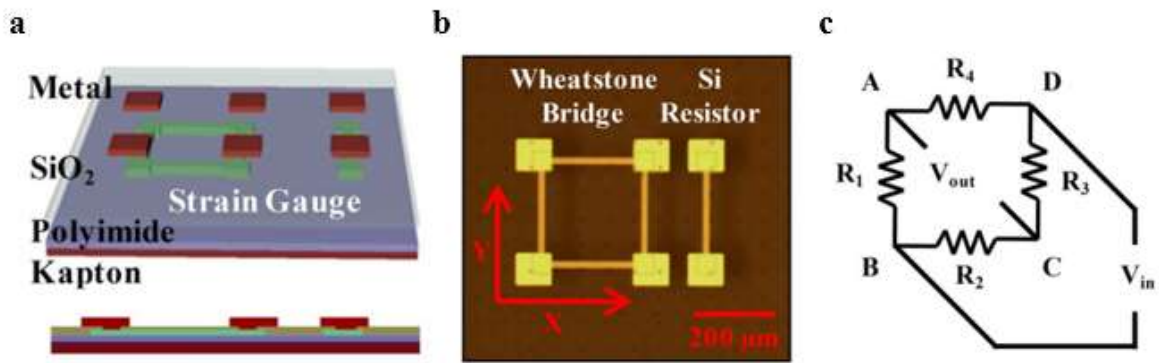 a
Metal
SiO₂
Strain Gauge
Polyimide
Kapton
b
Wheatstone
Bridge
Si
Resistor
Y
X
200 μm
c
A
R₄
D
R₁
Vout
R₃
B
R₂
C
Vin